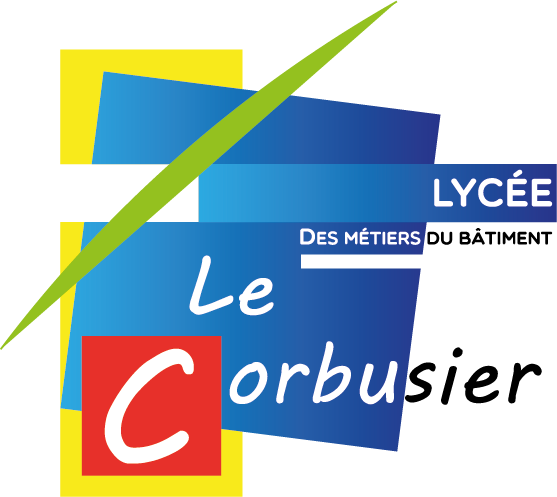 LYCÉE
DES MÉTIERS DU BÂTIMENT
Le
Corbusier